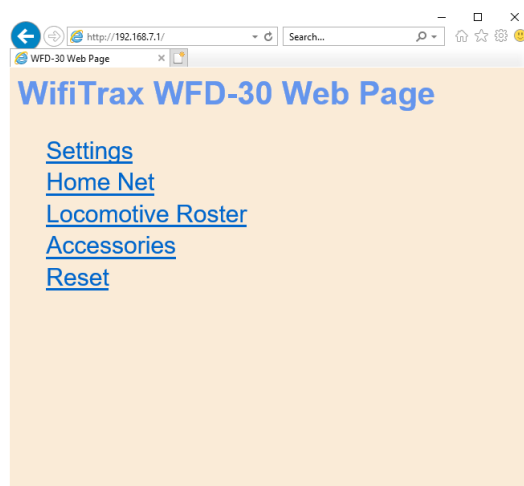 http://192.168.7.1/
Search...
WFD-30 Web Page
WifiTrax WFD-30 Web Page
Settings
Home Net
Locomotive Roster
Accessories
Reset